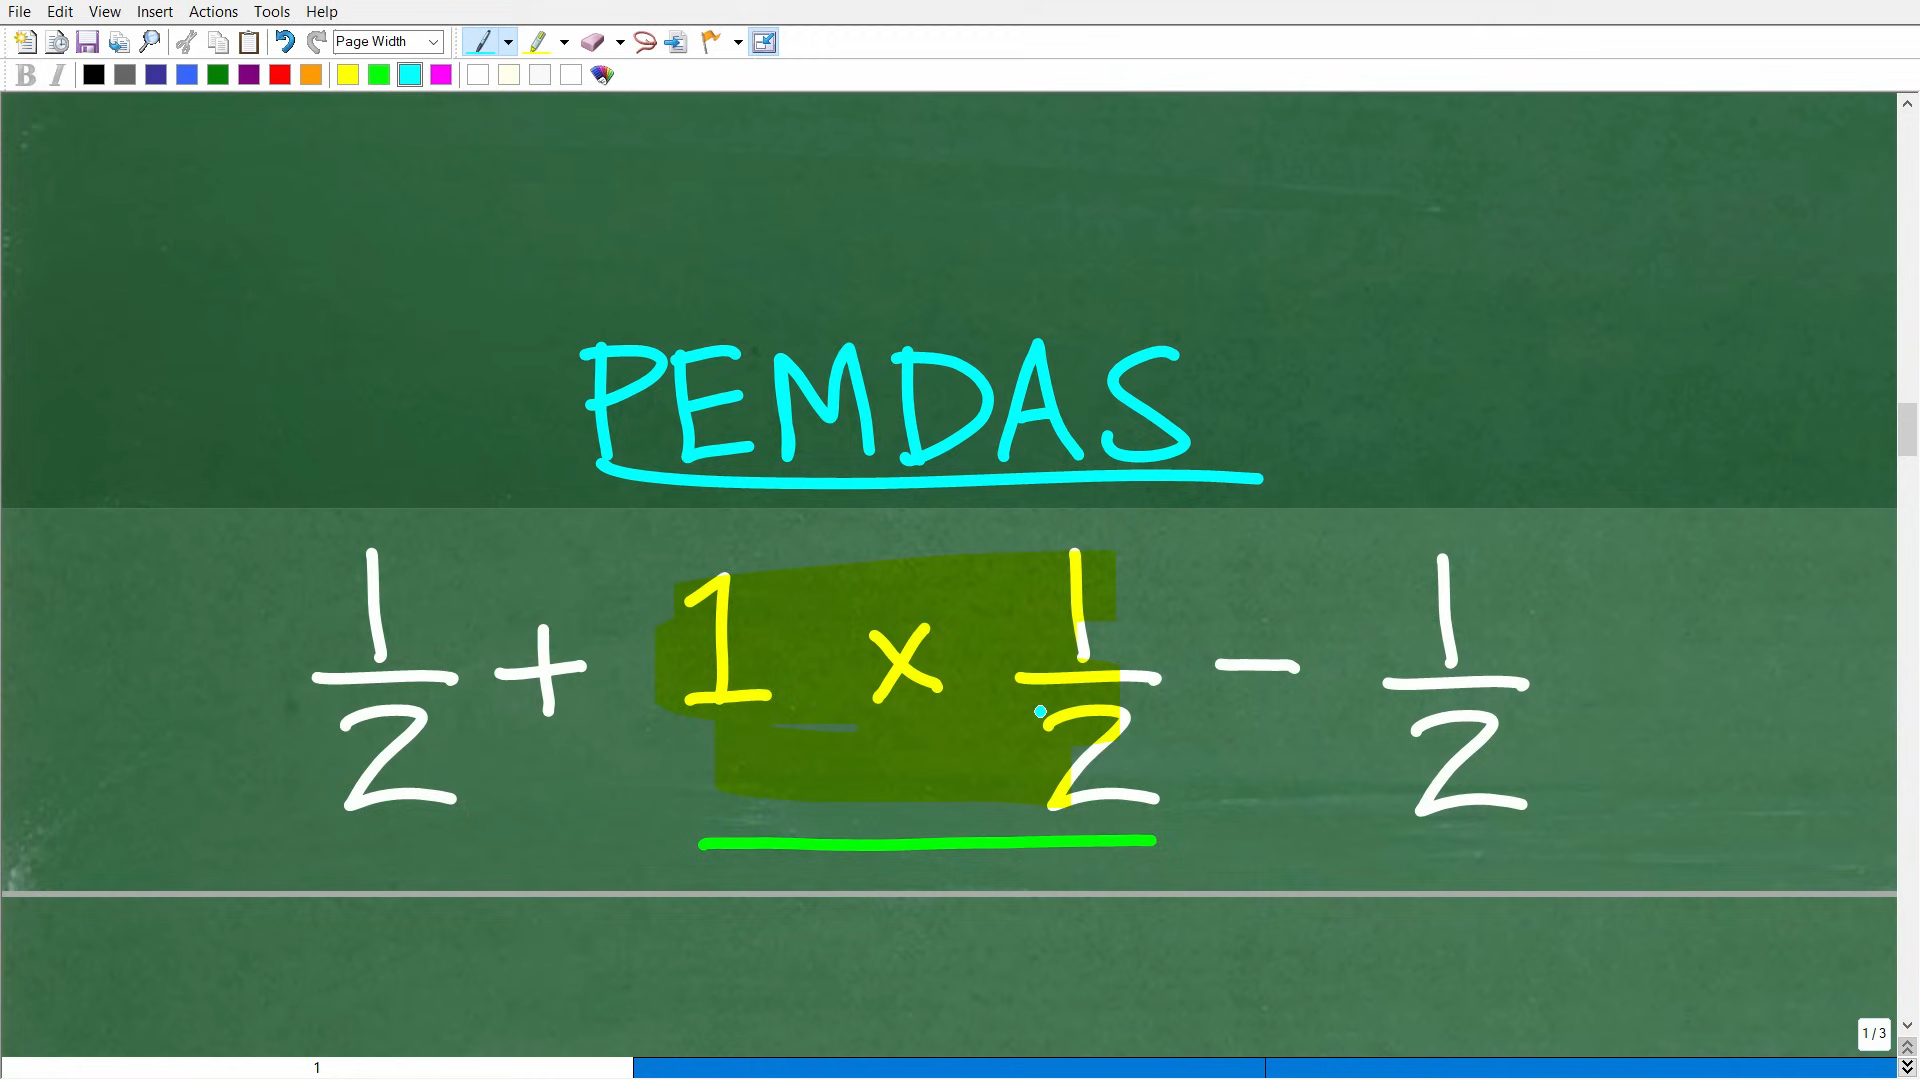 File Edit View Insert Actions Tools Help
Page Width
B I
PEMDAS
1/2 + 1 x 1/2 − 1/2
1 / 3
1